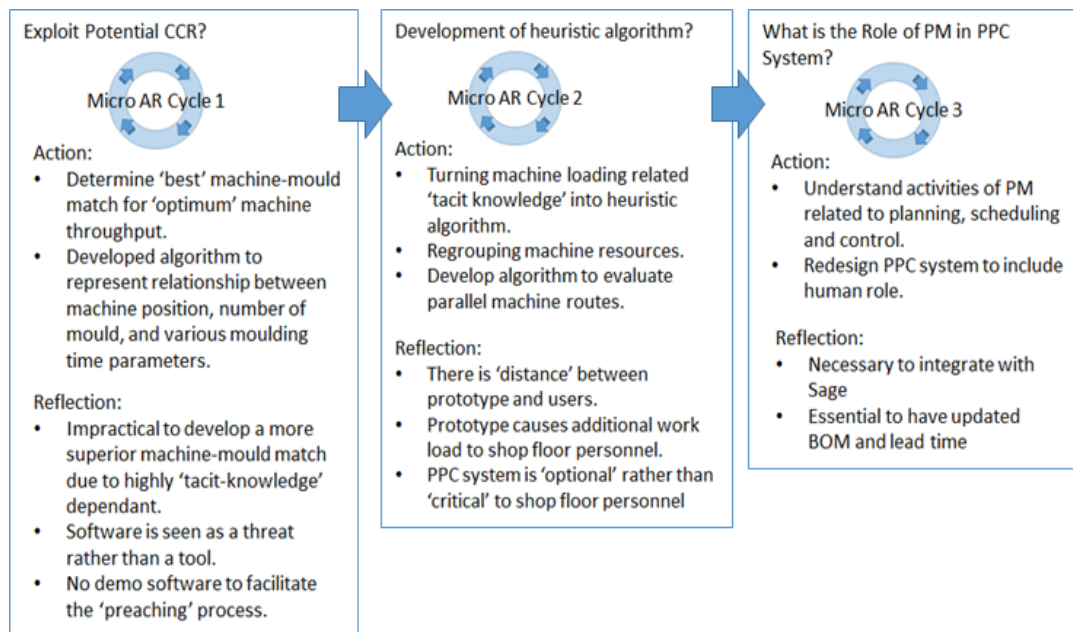 Exploit Potential CCR?
Micro AR Cycle 1
Action:
• Determine ‘best’ machine-mould
match for ‘optimum’ machine
throughput.
• Developed algorithm to
represent relationship between
machine position, number of
mould, and various moulding
time parameters.
Reflection:
• Impractical to develop a more
superior machine-mould match
due to highly ‘tacit-knowledge’
dependant.
• Software is seen as a threat
rather than a tool.
• No demo software to facilitate
the ‘preaching’ process.
Development of heuristic algorithm?
Micro AR Cycle 2
Action:
• Turning machine loading related
‘tacit knowledge’ into heuristic
algorithm.
• Regrouping machine resources.
• Develop algorithm to evaluate
parallel machine routes.
Reflection:
• There is ‘distance’ between
prototype and users.
• Prototype causes additional work
load to shop floor personnel.
• PPC system is ‘optional’ rather than
‘critical’ to shop floor personnel
What is the Role of PM in PPC
System?
Micro AR Cycle 3
Action:
• Understand activities of PM
related to planning, scheduling
and control.
• Redesign PPC system to include
human role.
Reflection:
• Necessary to integrate with
Sage
• Essential to have updated
BOM and lead time